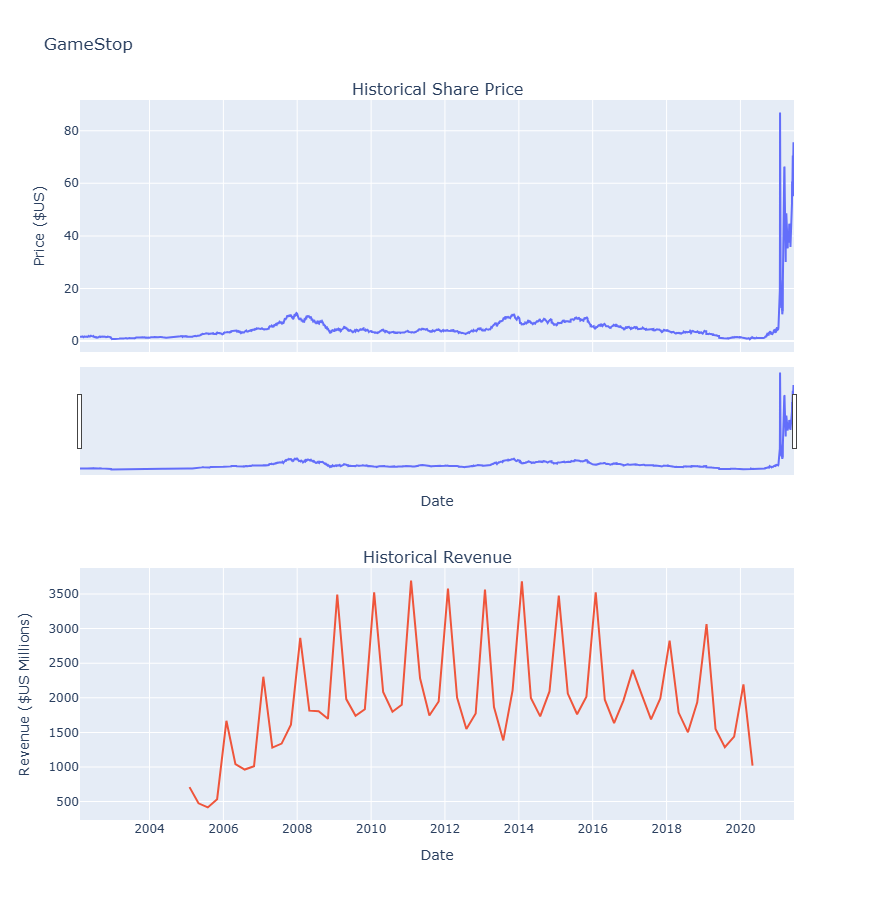 GameStop
Historical Share Price
80
60
40
20
0
Price ($US)
Date
Historical Revenue
3500
3000
2500
2000
1500
1000
500
Revenue ($US Millions)
2004 2006 2008 2010 2012 2014 2016 2018 2020
Date